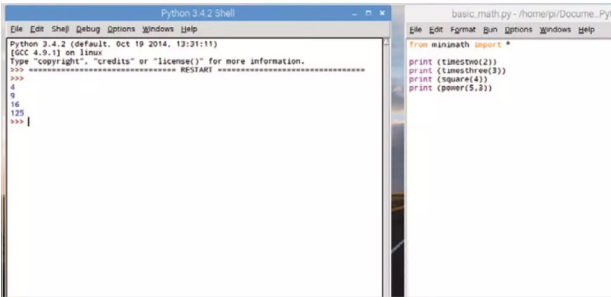 Python 3.4.2 Shell
File Edit Shell Debug Options Windows Help
Python 3.4.2 (default, Oct 19 2014, 13:31:11)
[GCC 4.9.1] on linux
Type "copyright", "credits" or "license()" for more information.
>>> ================================ RESTART ================================
>>>
4
9
16
125
>>>
basic_math.py - /home/pi/Docume..Py
File Edit Format Run Options Windows Help
from minimath import *
print (timestwo(2))
print (timesthree(3))
print (square(4))
print (power(5,3))